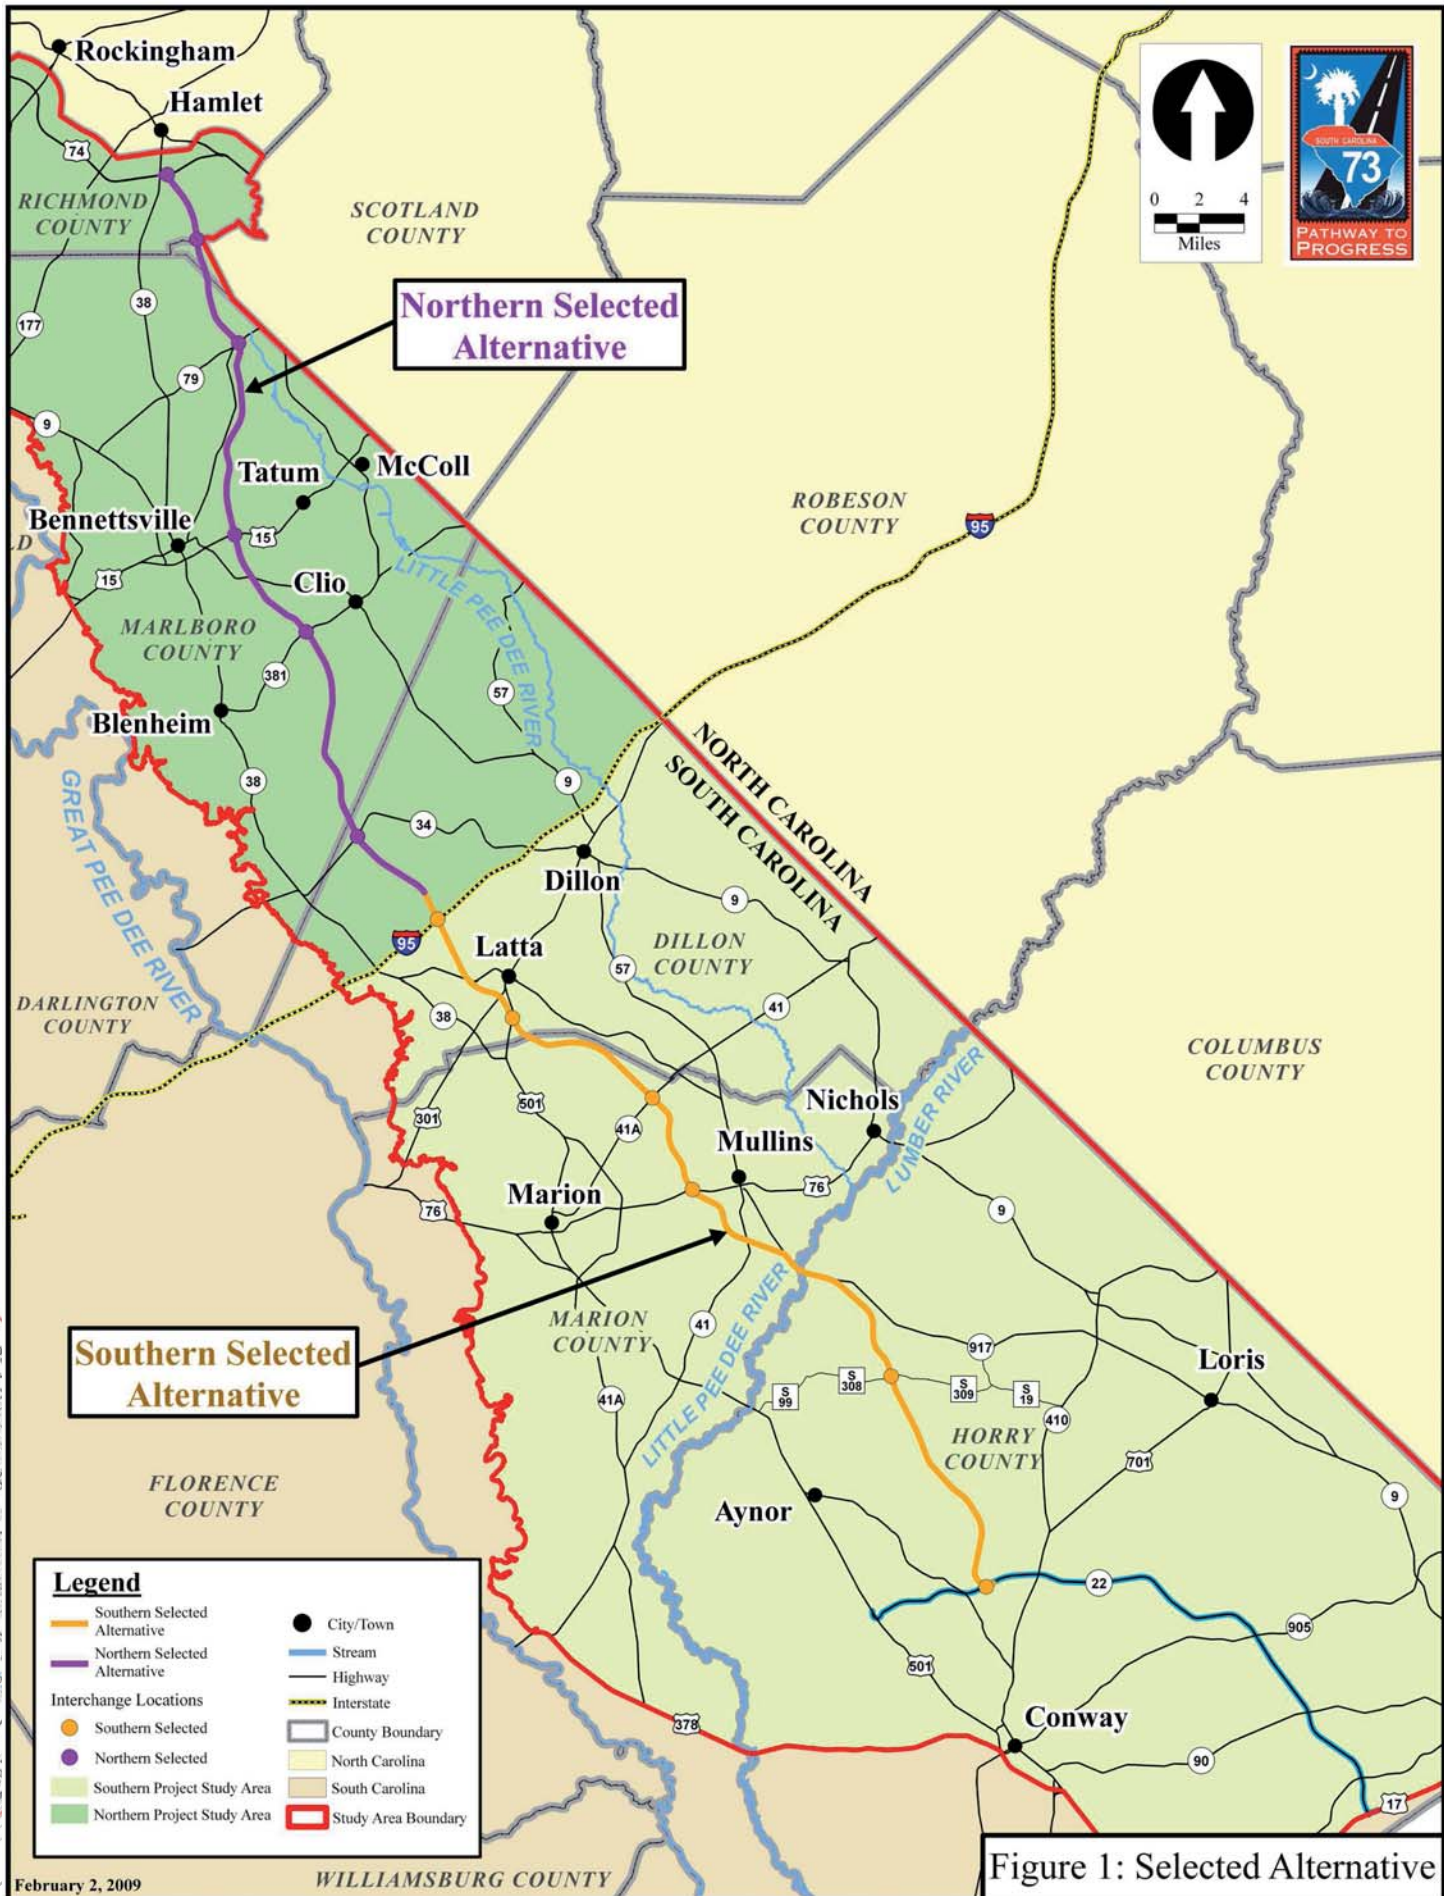 Rockingham
Hamlet
74
RICHMOND
COUNTY
SCOTLAND
COUNTY
0 2 4
Miles
SOUTH CAROLINA
73
PATHWAY TO
PROGRESS
Northern Selected
Alternative
177
38
79
9
Tatum
McColl
Bennettsville
LD
15
15
Clio
LITTLE PEE DEE RIVER
ROBESON
COUNTY
95
MARLBORO
COUNTY
381
57
Blenheim
38
9
34
GREAT PEE DEE RIVER
NORTH CAROLINA
SOUTH CAROLINA
Dillon
9
95
Latta
DILLON
COUNTY
57
41
38
DARLINGTON
COUNTY
COLUMBUS
COUNTY
301
501
41A
Nichols
LUMBER RIVER
Mullins
76
Marion
76
9
MARION
COUNTY
41
LITTLE PEE DEE RIVER
Southern Selected
Alternative
917
Loris
S
99
S
308
S
309
S
19
410
41A
HORRY
COUNTY
701
FLORENCE
COUNTY
Aynor
9
22
905
501
378
Conway
90
17
Legend
Southern Selected
Alternative
Northern Selected
Alternative
Interchange Locations
Southern Selected
Northern Selected
Southern Project Study Area
Northern Project Study Area
City/Town
Stream
Highway
Interstate
County Boundary
North Carolina
South Carolina
Study Area Boundary
WILLIAMSBURG COUNTY
February 2, 2009
Figure 1: Selected Alternative